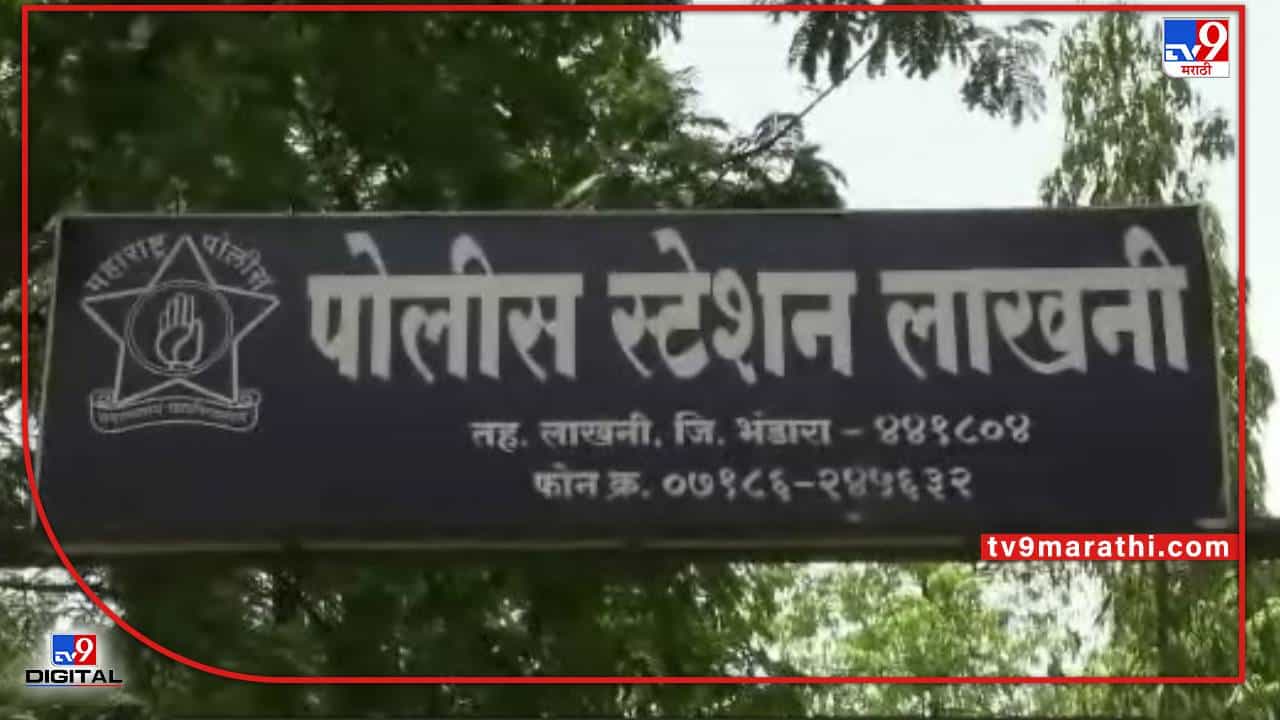 TV9
मराठी
महाराष्ट्र पोलीस
पोलीस स्टेशन लाखनी
तह. लाखनी, जि. भंडारा - ४४१८०४
फोन क्र. ०७१८६-२४५६३२
tv9marathi.com
TV9
DIGITAL